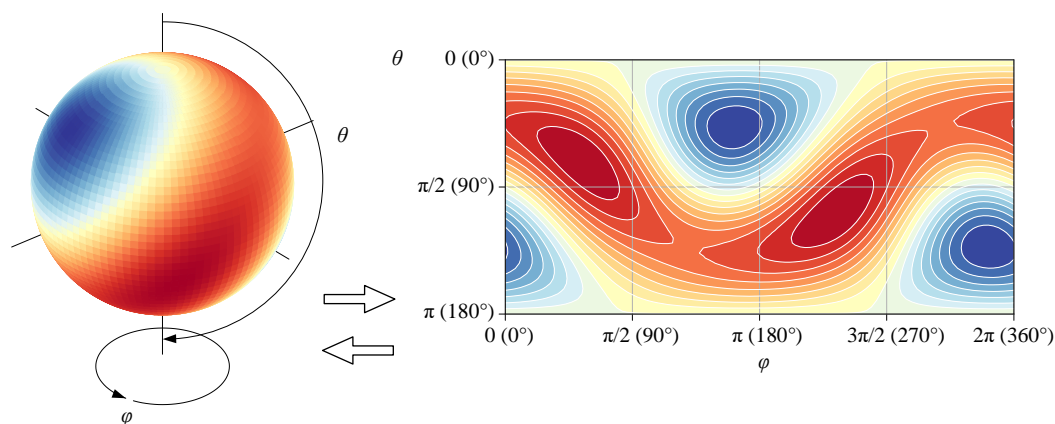 θ
φ
θ
0 (0°)
π/2 (90°)
π (180°)
0 (0°) π/2 (90°) π (180°) 3π/2 (270°) 2π (360°)
φ